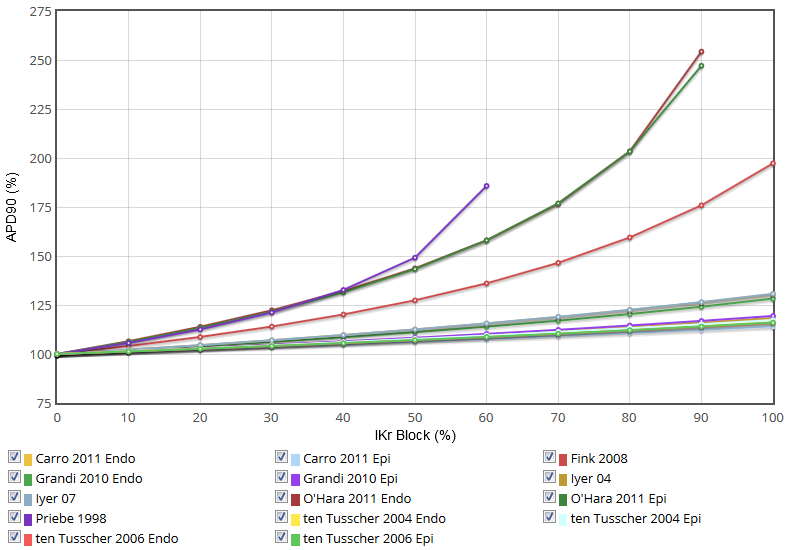 275
250
225
200
175
150
125
100
75
APD90 (%)
0 10 20 30 40 50 60 70 80 90 100
IKr Block (%)
Carro 2011 Endo Carro 2011 Epi Fink 2008
Grandi 2010 Endo Grandi 2010 Epi Iyer 04
Iyer 07 O'Hara 2011 Endo O'Hara 2011 Epi
Priebe 1998 ten Tusscher 2004 Endo ten Tusscher 2004 Epi
ten Tusscher 2006 Endo ten Tusscher 2006 Epi